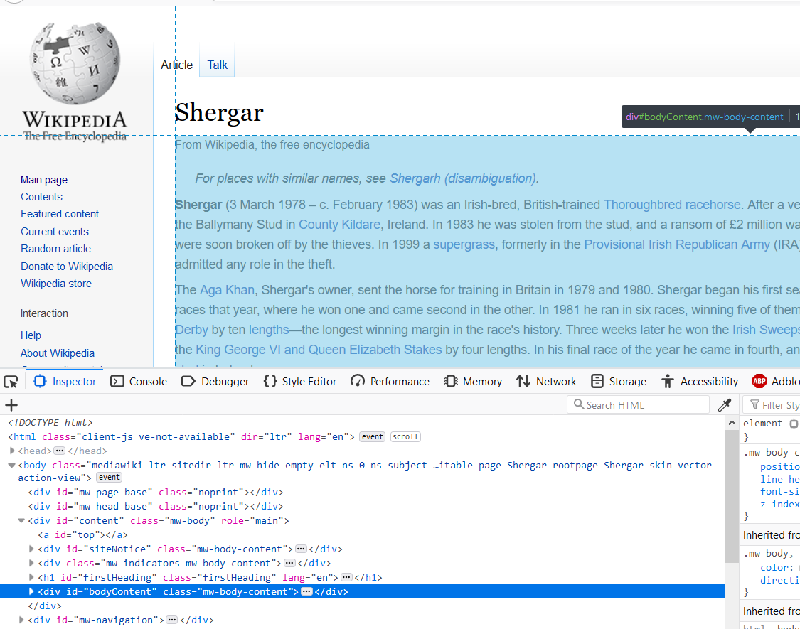 Article Talk
WIKIPEDIA
The Free Encyclopedia
Shergar
div#bodyContent.mw-body-content | 1
From Wikipedia, the free encyclopedia
For places with similar names, see Shergarh (disambiguation).
Shergar (3 March 1978 – c. February 1983) was an Irish-bred, British-trained Thoroughbred racehorse. After a ve
the Ballymany Stud in County Kildare, Ireland. In 1983 he was stolen from the stud, and a ransom of £2 million wa
were soon broken off by the thieves. In 1999 a supergrass, formerly in the Provisional Irish Republican Army (IRA)
admitted any role in the theft.
The Aga Khan, Shergar's owner, sent the horse for training in Britain in 1979 and 1980. Shergar began his first sea
races that year, where he won one and came second in the other. In 1981 he ran in six races, winning five of them
Derby by ten lengths—the longest winning margin in the race's history. Three weeks later he won the Irish Sweeps
the King George VI and Queen Elizabeth Stakes by four lengths. In his final race of the year he came in fourth, an
Main page
Contents
Featured content
Current events
Random article
Donate to Wikipedia
Wikipedia store
Interaction
Help
About Wikipedia
Inspector Console Debugger {} Style Editor Performance Memory Network Storage Accessibility ABP Adblo
+ Search HTML Filter Sty
<!DOCTYPE html>
<html class="client-js ve-not-available" dir="ltr" lang="en"> event scroll
<head>…</head>
<body class="mediawiki ltr sitedir-ltr mw-hide-empty-elt ns-0 ns-subject …itable page-Shergar rootpage-Shergar skin-vector
action-view"> event
<div id="mw-page-base" class="noprint"></div>
<div id="mw-head-base" class="noprint"></div>
<div id="content" class="mw-body" role="main">
<a id="top"></a>
<div id="siteNotice" class="mw-body-content">…</div>
<div class="mw-indicators mw-body-content">…</div>
<h1 id="firstHeading" class="firstHeading" lang="en">…</h1>
<div id="bodyContent" class="mw-body-content">…</div>
</div>
<div id="mw-navigation">…</div>
element
}
.mw-body-c
positio
line-he
font-si
z-index
}
Inherited fro
.mw-body,
color:
directi
}
Inherited fro
html, body